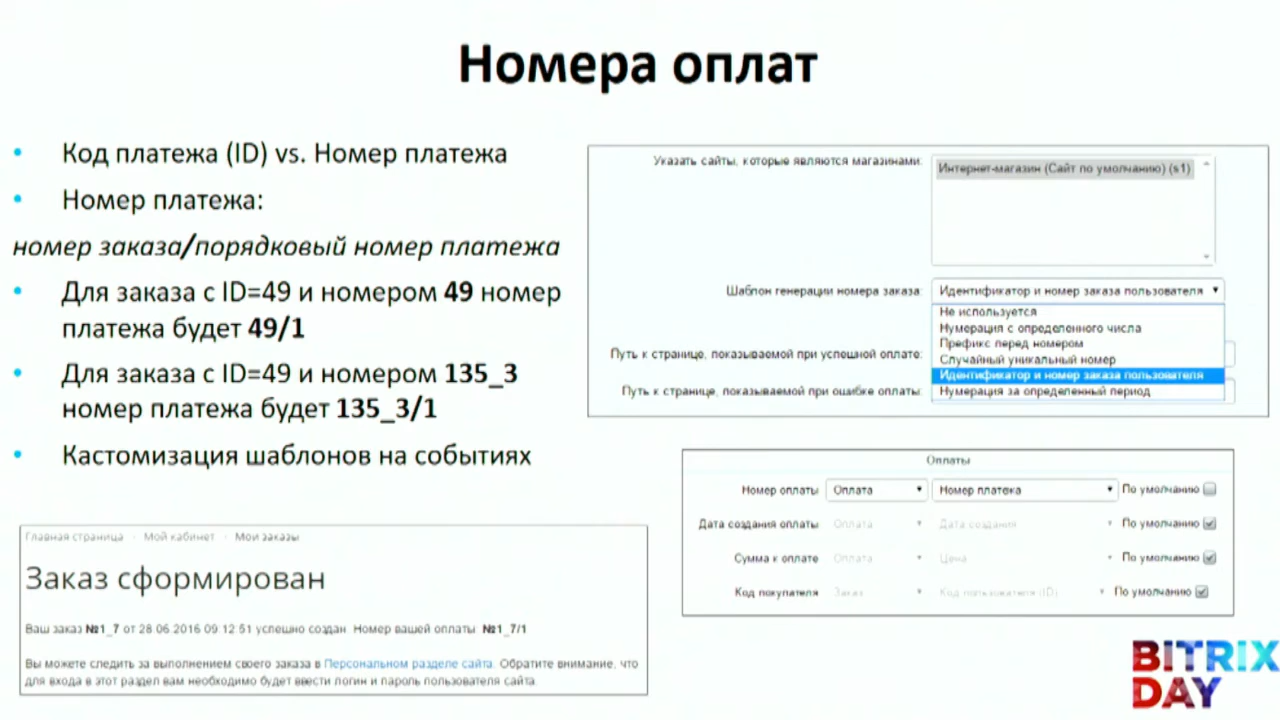 Номера оплат
• Код платежа (ID) vs. Номер платежа
• Номер платежа:
номер заказа/порядковый номер платежа
• Для заказа с ID=49 и номером 49 номер
платежа будет 49/1
• Для заказа с ID=49 и номером 135_3
номер платежа будет 135_3/1
• Кастомизация шаблонов на событиях
Указать сайты, которые являются магазинами:
Интернет-магазин (Сайт по умолчанию) (s1)
Шаблон генерации номера заказа: Идентификатор и номер заказа пользователя
Не используется
Нумерация с определенного числа
Префикс перед номером
Случайный уникальный номер
Идентификатор и номер заказа пользователя
Нумерация за определенный период
Путь к странице, показываемой при успешной оплате:
Путь к странице, показываемой при ошибке оплаты:
Оплаты
Номер оплаты Оплата Номер платежа По умолчанию
Дата создания оплаты Оплата Дата создания По умолчанию
Сумма к оплате Оплата Цена По умолчанию
Код покупателя Заказ Код пользователя (ID) По умолчанию
Главная страница Мой кабинет Мои заказы
Заказ сформирован
Ваш заказ №1_7 от 28.06.2016 09:12:51 успешно создан. Номер вашей оплаты: №1_7/1
Вы можете следить за выполнением своего заказа в Персональном разделе сайта. Обратите внимание, что
для входа в этот раздел вам необходимо будет ввести логин и пароль пользователя сайта.
BITRIX
DAY